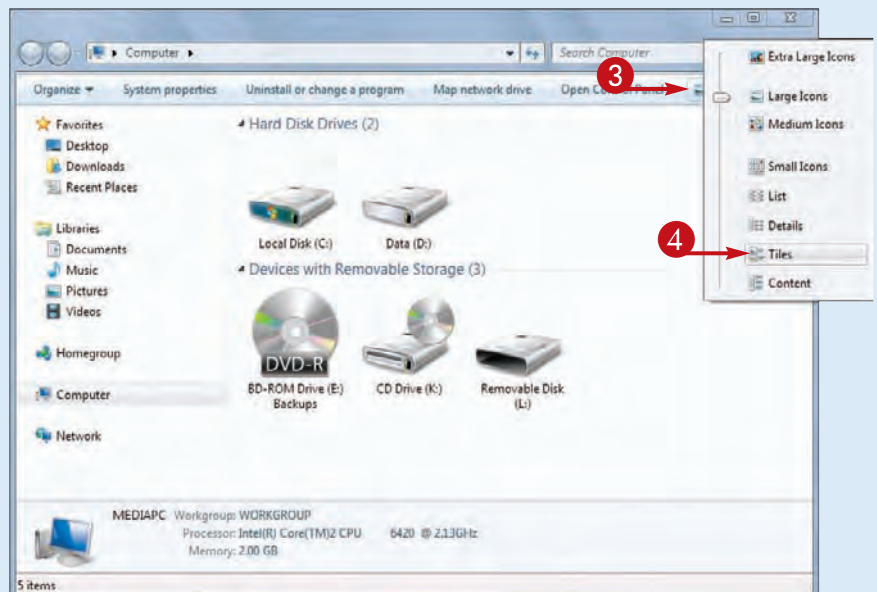 Computer
Search Computer
Organize
System properties
Uninstall or change a program
Map network drive
Open Control Panel
3
Extra Large Icons
Large Icons
Medium Icons
Small Icons
List
Details
4
Tiles
Content
Favorites
Desktop
Downloads
Recent Places
Libraries
Documents
Music
Pictures
Videos
Homegroup
Computer
Network
Hard Disk Drives (2)
Local Disk (C:)
Data (D:)
Devices with Removable Storage (3)
DVD-R
BD-ROM Drive (E:)
Backups
CD Drive (K:)
Removable Disk
(L:)
MEDIAPC Workgroup: WORKGROUP
Processor: Intel(R) Core(TM)2 CPU 6420 @ 2.13GHz
Memory: 2.00 GB
5 items